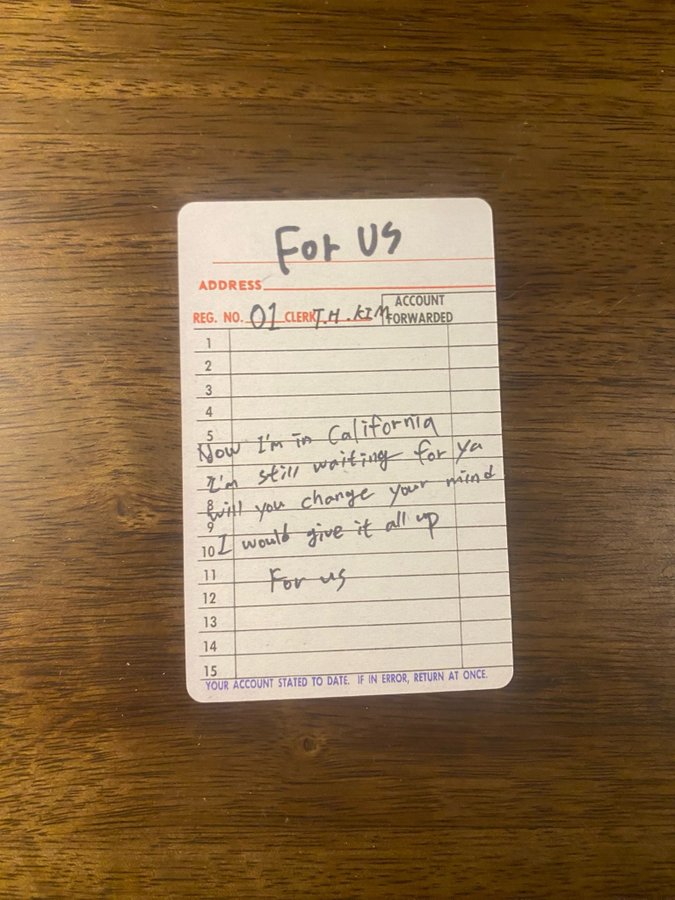 For US
ADDRESS
REG. NO. 01 CLERK T.H.KIM ACCOUNT FORWARDED
1
2
3
4
5
Now I'm in California
I'm still waiting for ya
8
will you change your mind
9
10 I would give it all up
11
For us
12
13
14
15
YOUR ACCOUNT STATED TO DATE. IF IN ERROR, RETURN AT ONCE.